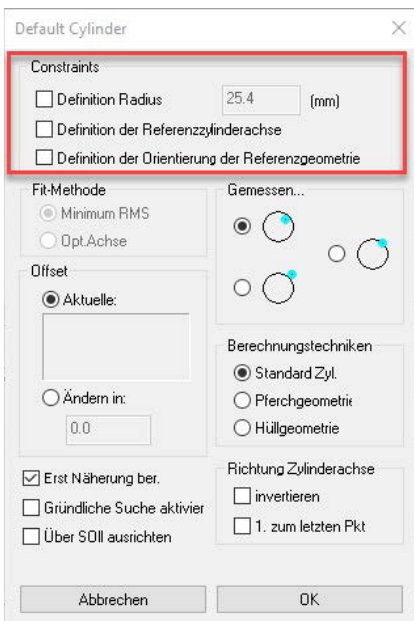 Default Cylinder
Constraints
Definition Radius 25.4 (mm)
Definition der Referenzzylinderachse
Definition der Orientierung der Referenzgeometrie
Fit-Methode
Minimum RMS
Opt.Achse
Gemessen...
Offset
Aktuelle:
Ändern in:
0.0
Berechnungstechniken
Standard Zyl.
Pferchgeometrie
Hüllgeometrie
Erst Näherung ber.
Gründliche Suche aktivier
Über SOll ausrichten
Richtung Zylinderachse
invertieren
1. zum letzten Pkt
Abbrechen
OK